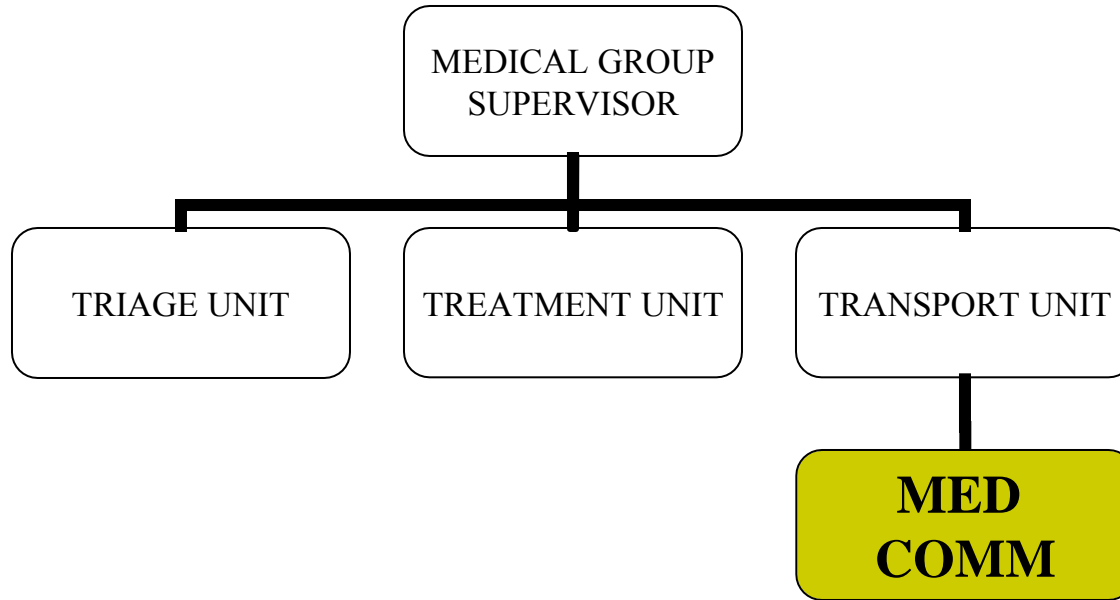 MEDICAL GROUP
SUPERVISOR
TRIAGE UNIT
TREATMENT UNIT
TRANSPORT UNIT
MED
COMM